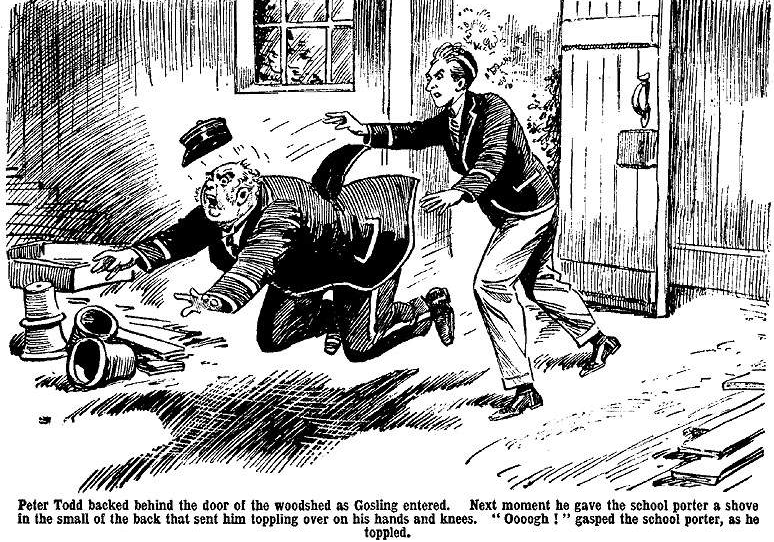 Peter Todd backed behind the door of the woodshed as Gosling entered. Next moment he gave the school porter a shove
in the small of the back that sent him toppling over on his hands and knees. " Oooogh ! " gasped the school porter, as he
toppled.